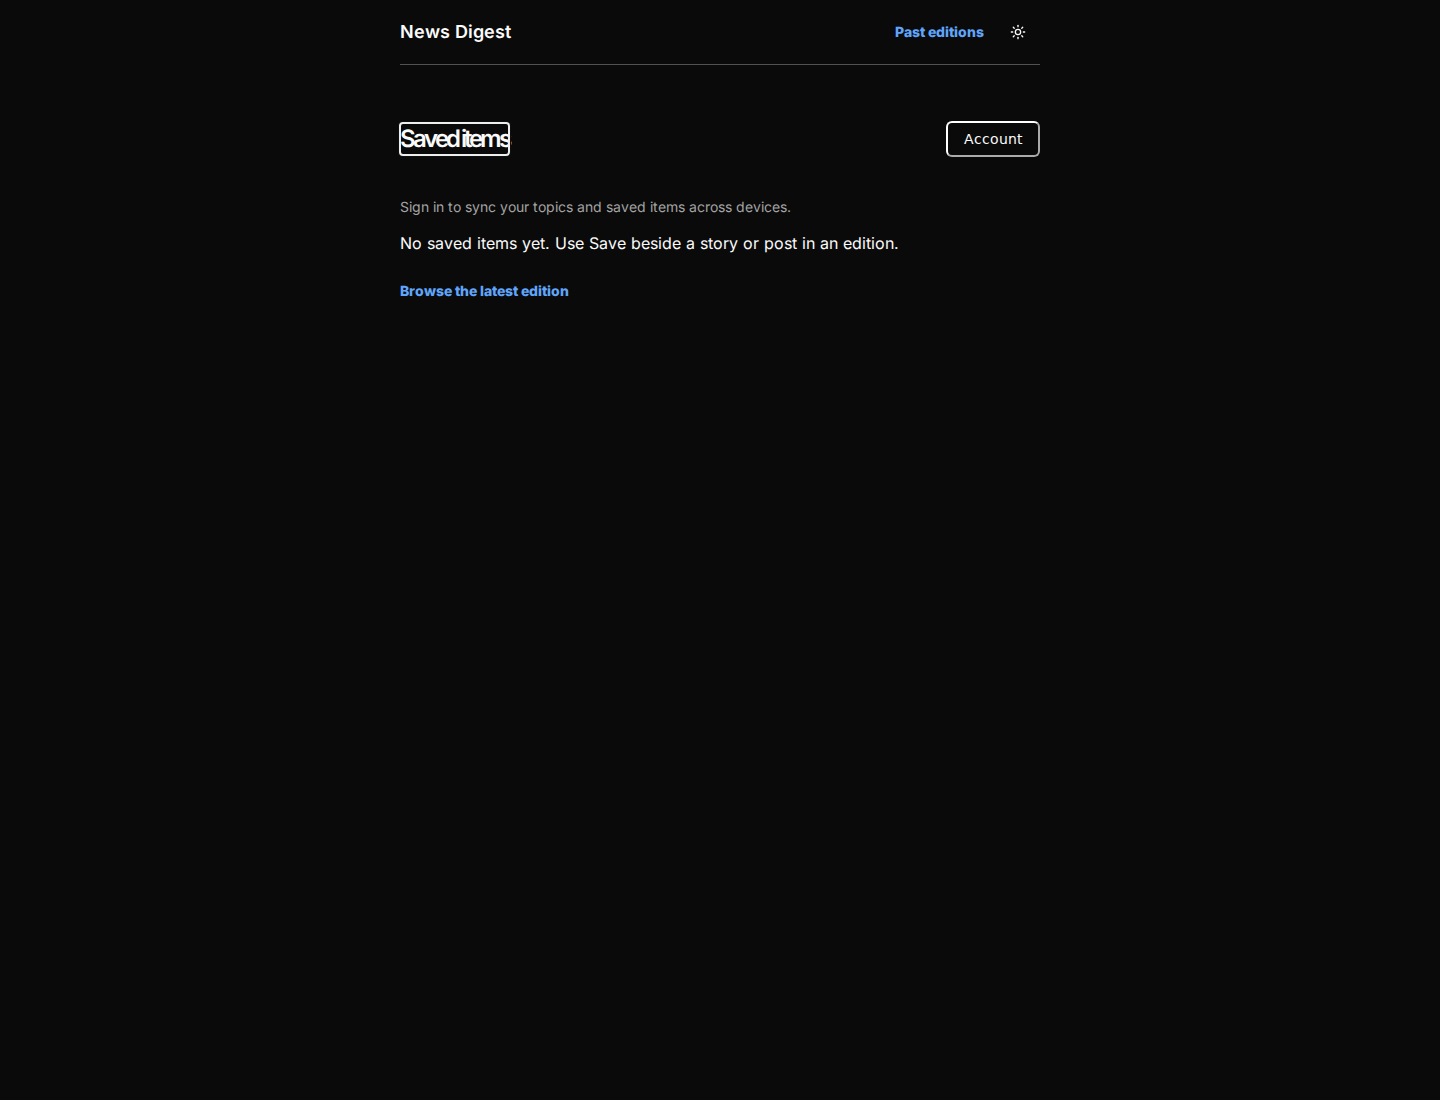 News Digest
Past editions
Saved items
Account
Sign in to sync your topics and saved items across devices.
No saved items yet. Use Save beside a story or post in an edition.
Browse the latest edition